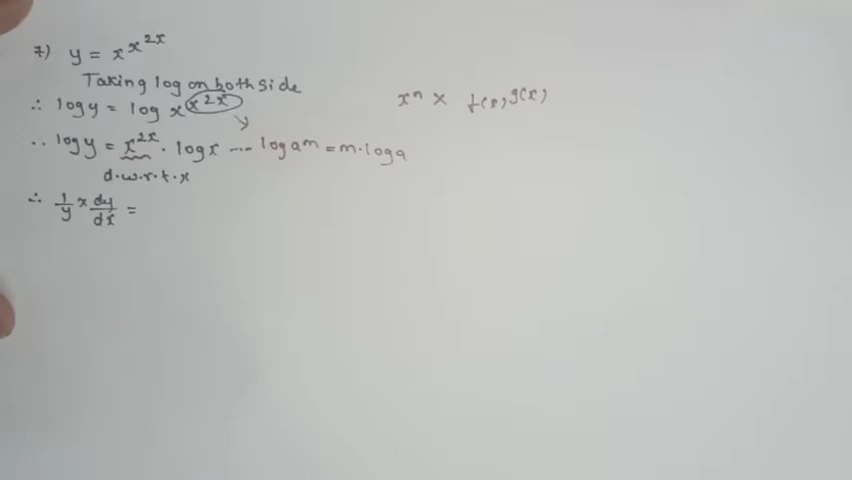 7) y = x^x^2x
Taking log on both side
∴ log y = log x^x^2x
x^n × f(x)^g(x)
∴ log y = x^2x · log x ---- log a^m = m · log a
d.w.r.t.x
∴ 1/y × dy/dx =